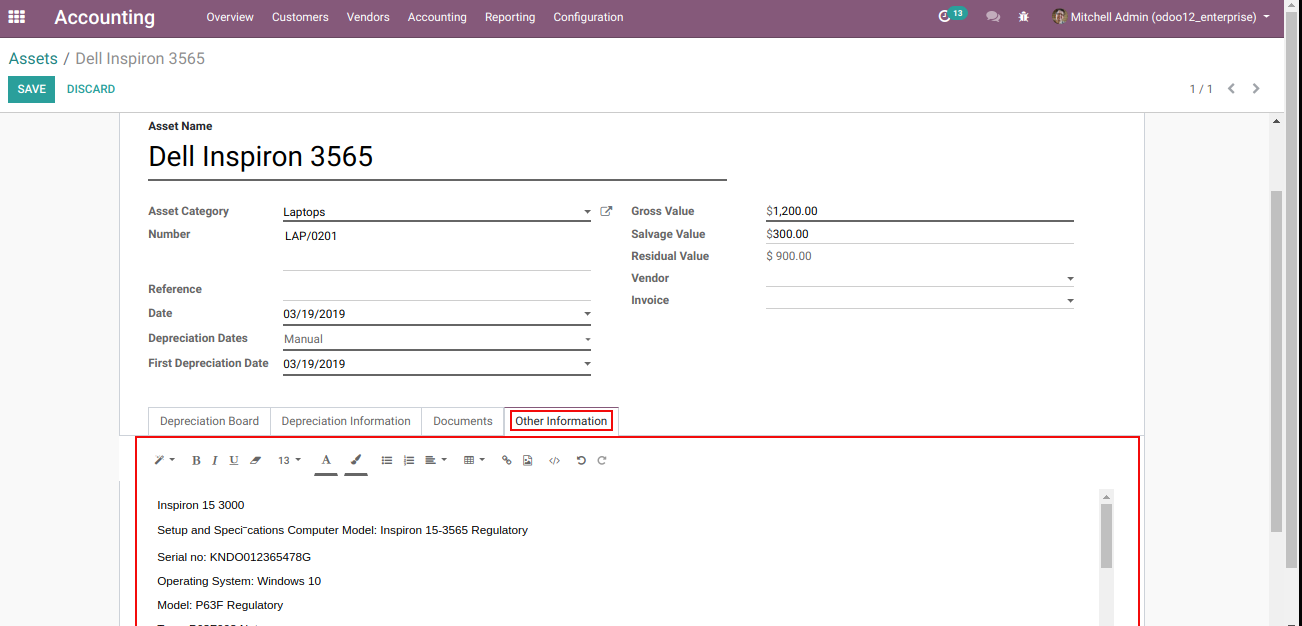 Accounting Overview Customers Vendors Accounting Reporting Configuration 13 Mitchell Admin (odoo12_enterprise)
Assets / Dell Inspiron 3565
SAVE DISCARD 1 / 1
Asset Name
Dell Inspiron 3565
Asset Category Laptops Gross Value $1,200.00
Number LAP/0201 Salvage Value $300.00
Residual Value $ 900.00
Vendor
Reference Invoice
Date 03/19/2019
Depreciation Dates Manual
First Depreciation Date 03/19/2019
Depreciation Board Depreciation Information Documents Other Information
B I U 13 A
Inspiron 15 3000
Setup and Speci¯cations Computer Model: Inspiron 15-3565 Regulatory
Serial no: KNDO012365478G
Operating System: Windows 10
Model: P63F Regulatory